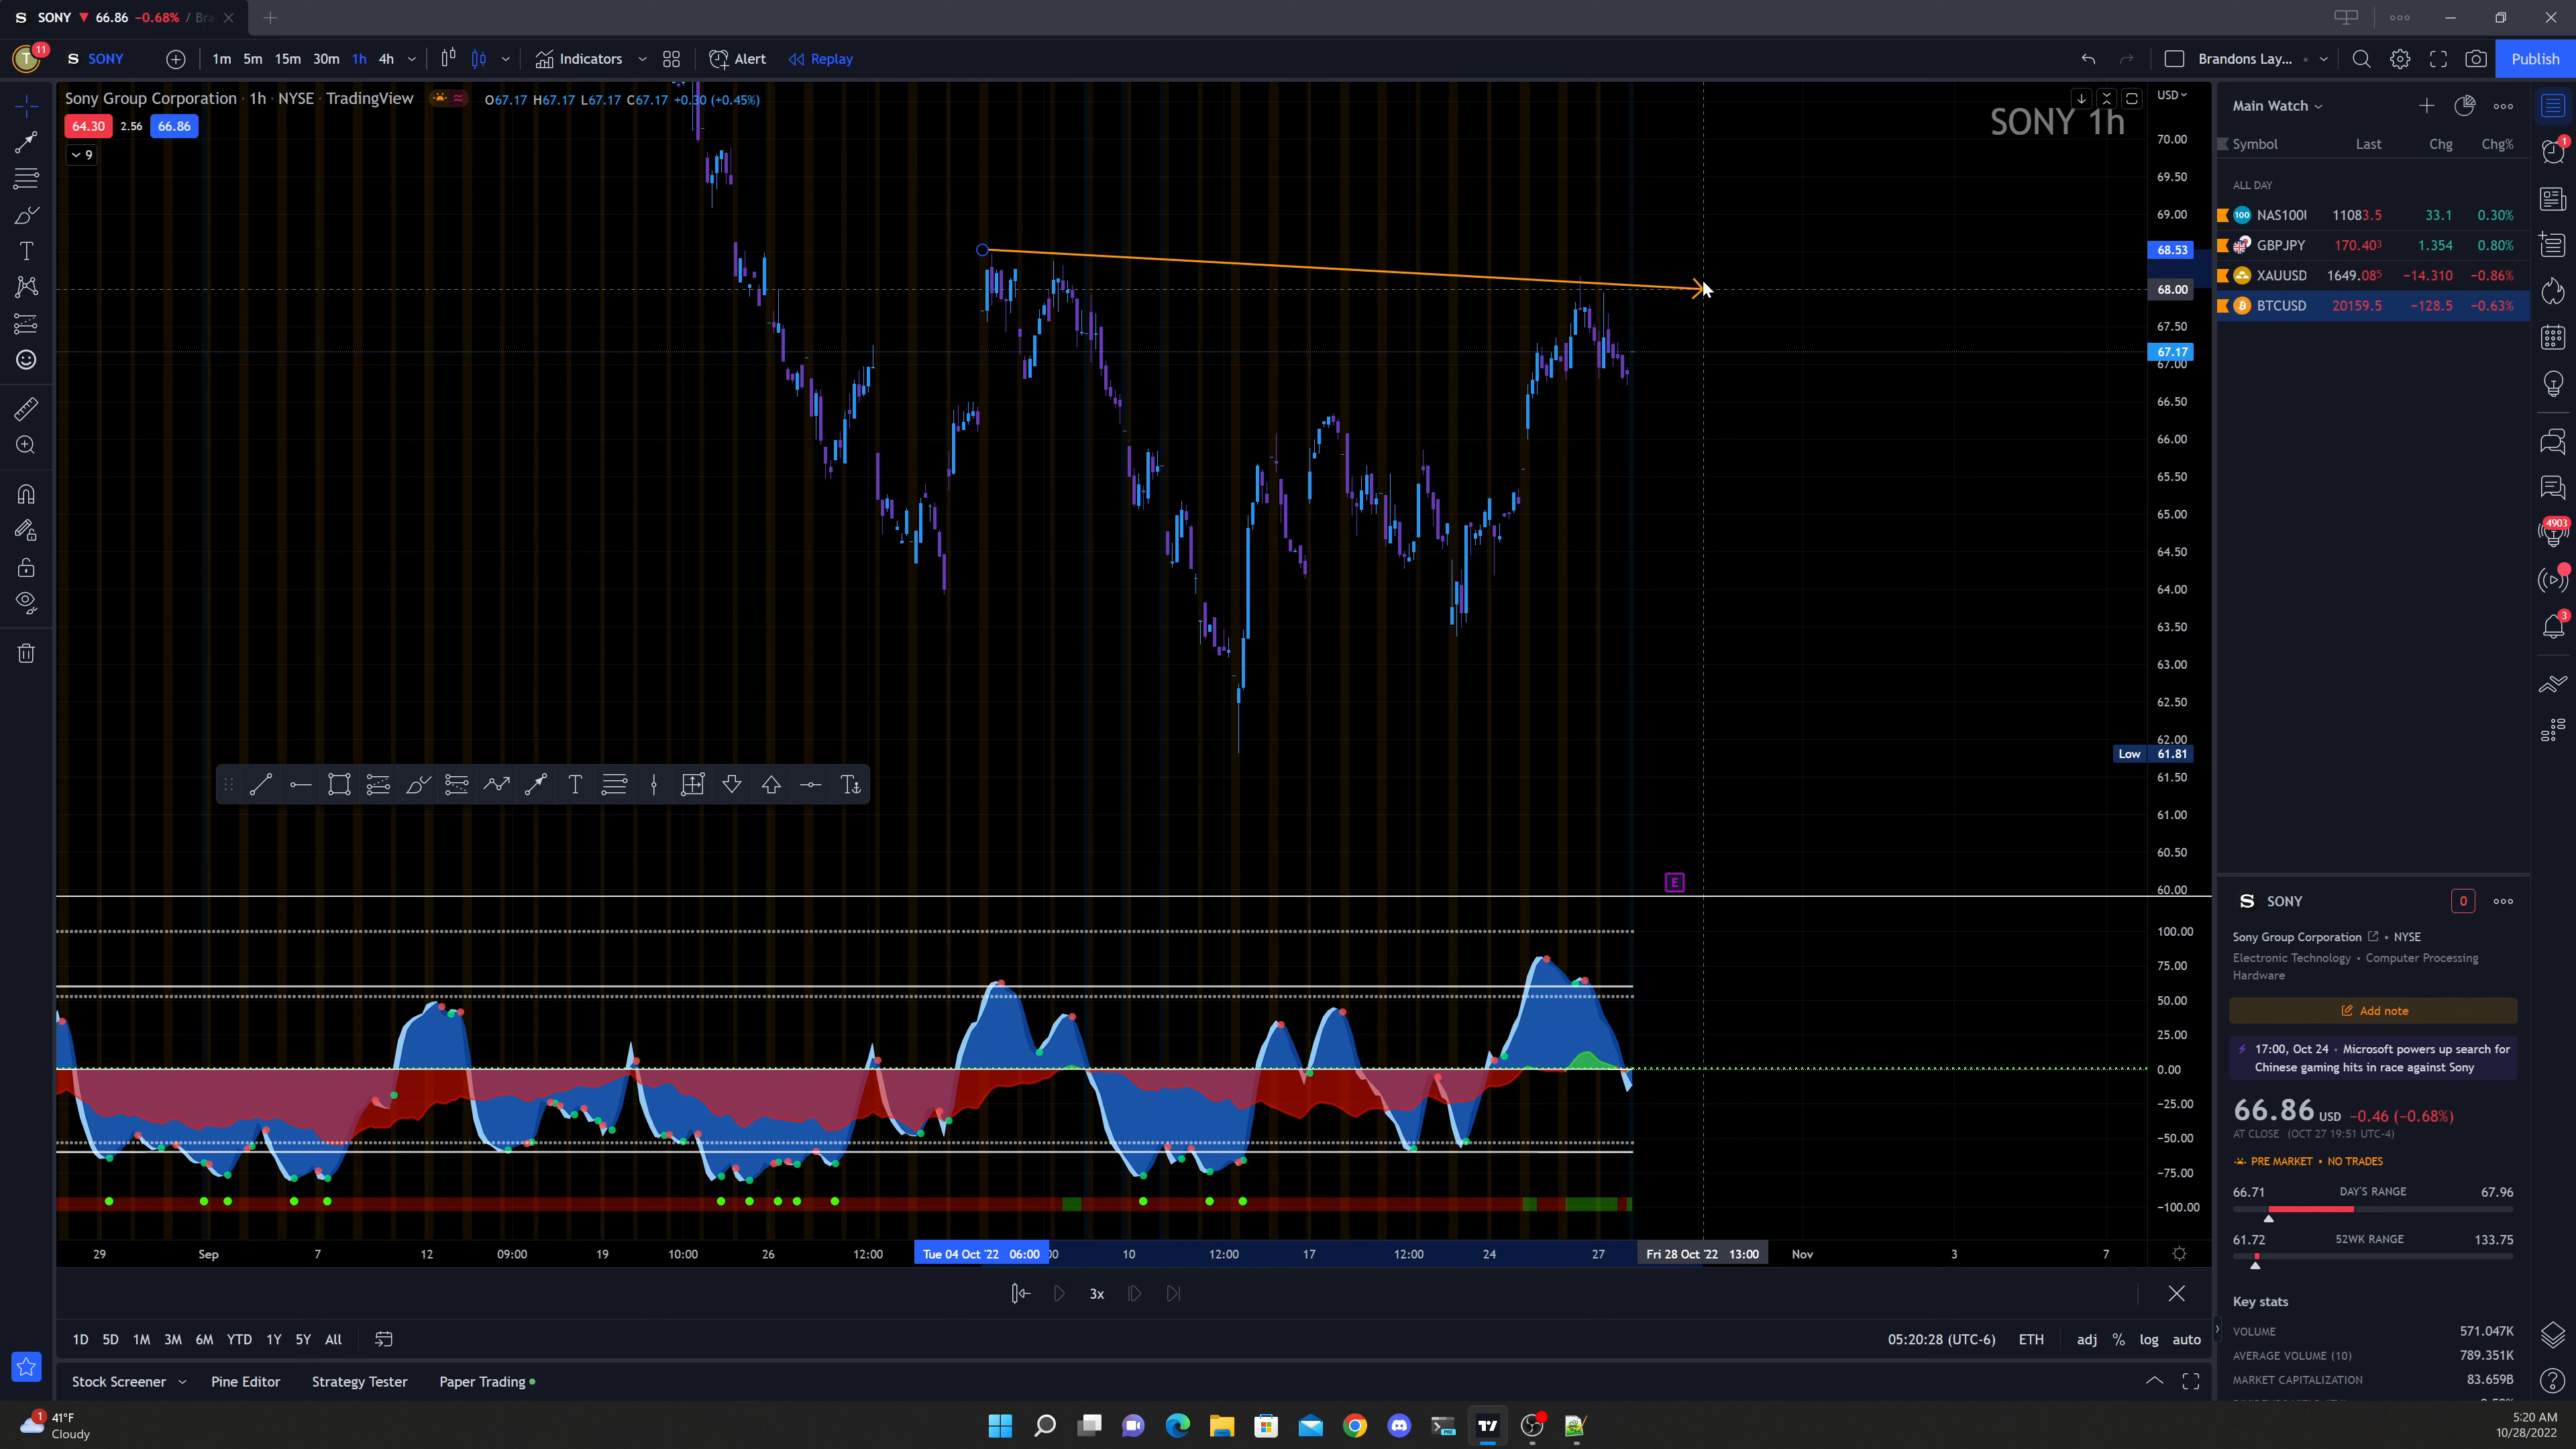 SONY ▼ 66.86 -0.68% / Bra
11
SONY
1m 5m 15m 30m 1h 4h
Indicators
Alert
Replay
Brandons Lay...
Publish
Sony Group Corporation · 1h · NYSE · TradingView
O67.17 H67.17 L67.17 C67.17 +0.30 (+0.45%)
64.30 2.56 66.86
9
SONY 1h
USD
70.00
69.50
69.00
68.53
68.00
67.50
67.17
67.00
66.50
66.00
65.50
65.00
64.50
64.00
63.50
63.00
62.50
62.00
Low 61.81
61.50
61.00
60.50
60.00
E
100.00
75.00
50.00
25.00
0.00
-25.00
-50.00
-75.00
-100.00
29 Sep 7 12 09:00 19 10:00 26 12:00 Tue 04 Oct '22 06:00 10 12:00 17 12:00 24 27 Fri 28 Oct '22 13:00 Nov 3 7
3x
1D 5D 1M 3M 6M YTD 1Y 5Y All
05:20:28 (UTC-6) ETH adj % log auto
Stock Screener Pine Editor Strategy Tester Paper Trading
Main Watch
Symbol Last Chg Chg%
ALL DAY
100 NAS100 11083.5 33.1 0.30%
GBPJPY 170.403 1.354 0.80%
XAUUSD 1649.085 -14.310 -0.86%
BTCUSD 20159.5 -128.5 -0.63%
1
4903
3
SONY 0
Sony Group Corporation • NYSE
Electronic Technology • Computer Processing
Hardware
Add note
17:00, Oct 24 • Microsoft powers up search for
Chinese gaming hits in race against Sony
66.86 USD -0.46 (-0.68%)
AT CLOSE (OCT 27 19:51 UTC-4)
PRE MARKET • NO TRADES
66.71 DAY'S RANGE 67.96
61.72 52WK RANGE 133.75
Key stats
VOLUME 571.047K
AVERAGE VOLUME (10) 789.351K
MARKET CAPITALIZATION 83.659B
1
41°F
Cloudy
PRE
5:20 AM
10/28/2022